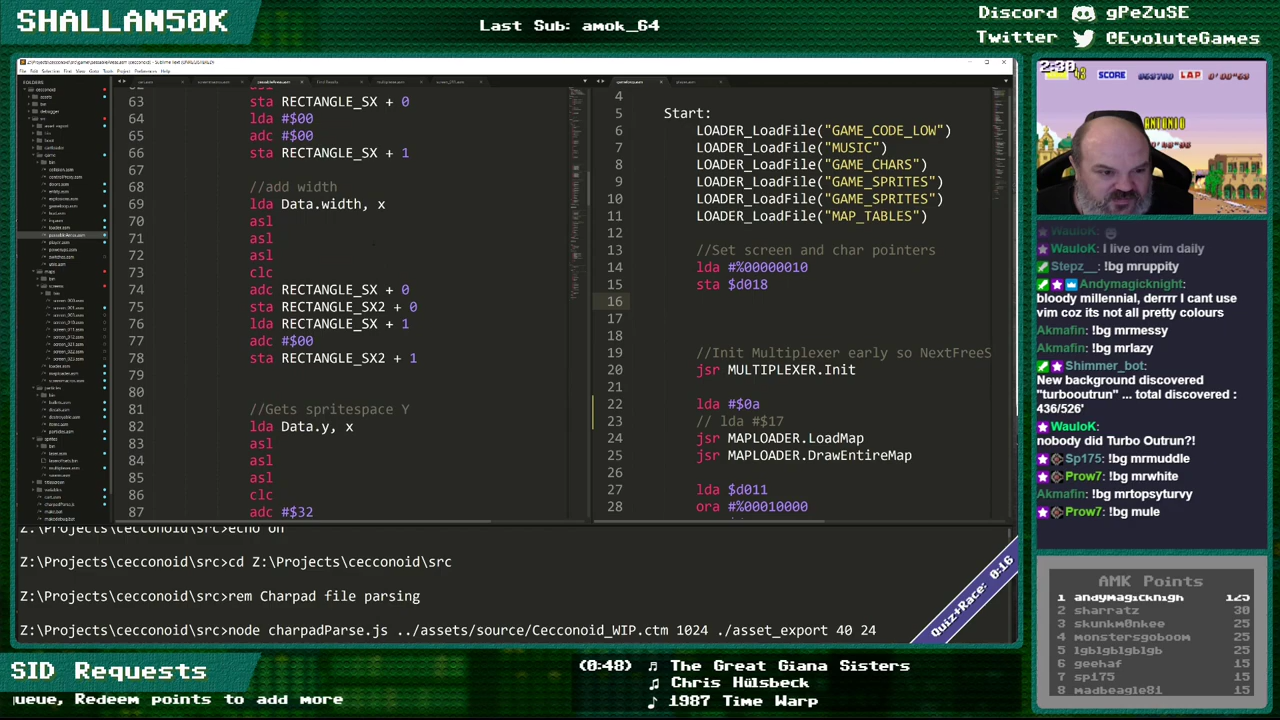 SHALLAN50K
Last Sub: amok_64
Discord gPeZuSE
Twitter @EvoluteGames
63 sta RECTANGLE_SX + 0
64 lda #$00
65 adc #$00
66 sta RECTANGLE_SX + 1
67
68 //add width
69 lda Data.width, x
70 asl
71 asl
72 asl
73 clc
74 adc RECTANGLE_SX + 0
75 sta RECTANGLE_SX2 + 0
76 lda RECTANGLE_SX + 1
77 adc #$00
78 sta RECTANGLE_SX2 + 1
79
80
81 //Gets spritespace Y
82 lda Data.y, x
83 asl
84 asl
85 asl
86 clc
87 adc #$32
4
5 Start:
6 LOADER_LoadFile("GAME_CODE_LOW")
7 LOADER_LoadFile("MUSIC")
8 LOADER_LoadFile("GAME_CHARS")
9 LOADER_LoadFile("GAME_SPRITES")
10 LOADER_LoadFile("GAME_SPRITES")
11 LOADER_LoadFile("MAP_TABLES")
12
13 //Set screen and char pointers
14 lda #%00000010
15 sta $d018
16
17
18
19 //Init Multiplexer early so NextFreeS
20 jsr MULTIPLEXER.Init
21
22 lda #$0a
23 // lda #$17
24 jsr MAPLOADER.LoadMap
25 jsr MAPLOADER.DrawEntireMap
26
27 lda $d011
28 ora #%00010000
Z:\Projects\cecconoid\src>echo on
Z:\Projects\cecconoid\src>cd Z:\Projects\cecconoid\src
Z:\Projects\cecconoid\src>rem Charpad file parsing
Z:\Projects\cecconoid\src>node charpadParse.js ../assets/source/Cecconoid_WIP.ctm 1024 ./asset_export 40 24
Quiz+Race: 0:16
2:30
SCORE
LAP
ANTONIO
WauloK:
WauloK: I live on vim daily
Stepz__: !bg mruppity
Andymagicknight:
bloody millennial, derrrr I cant use
vim coz its not all pretty colours
Akmafin: !bg mrmessy
Akmafin: !bg mrlazy
Shimmer_bot:
New background discovered
"turbooutrun" ... total discovered :
436/526'
WauloK:
nobody did Turbo Outrun?!
Sp175: !bg mrmuddle
Prow7: !bg mrwhite
Akmafin: !bg mrtopsyturvy
Prow7: !bg mule
AMK Points
1 andymagicknigh 125
2 sharratz 30
3 skunkm0nkee 25
4 monstersgoboom 25
5 lgblgblgblgb 25
6 geehaf 15
7 sp175 15
8 madbeagle81 15
SID Requests
ueue, Redeem points to add more
(0:48) The Great Giana Sisters
Chris Hülsbeck
1987 Time Warp